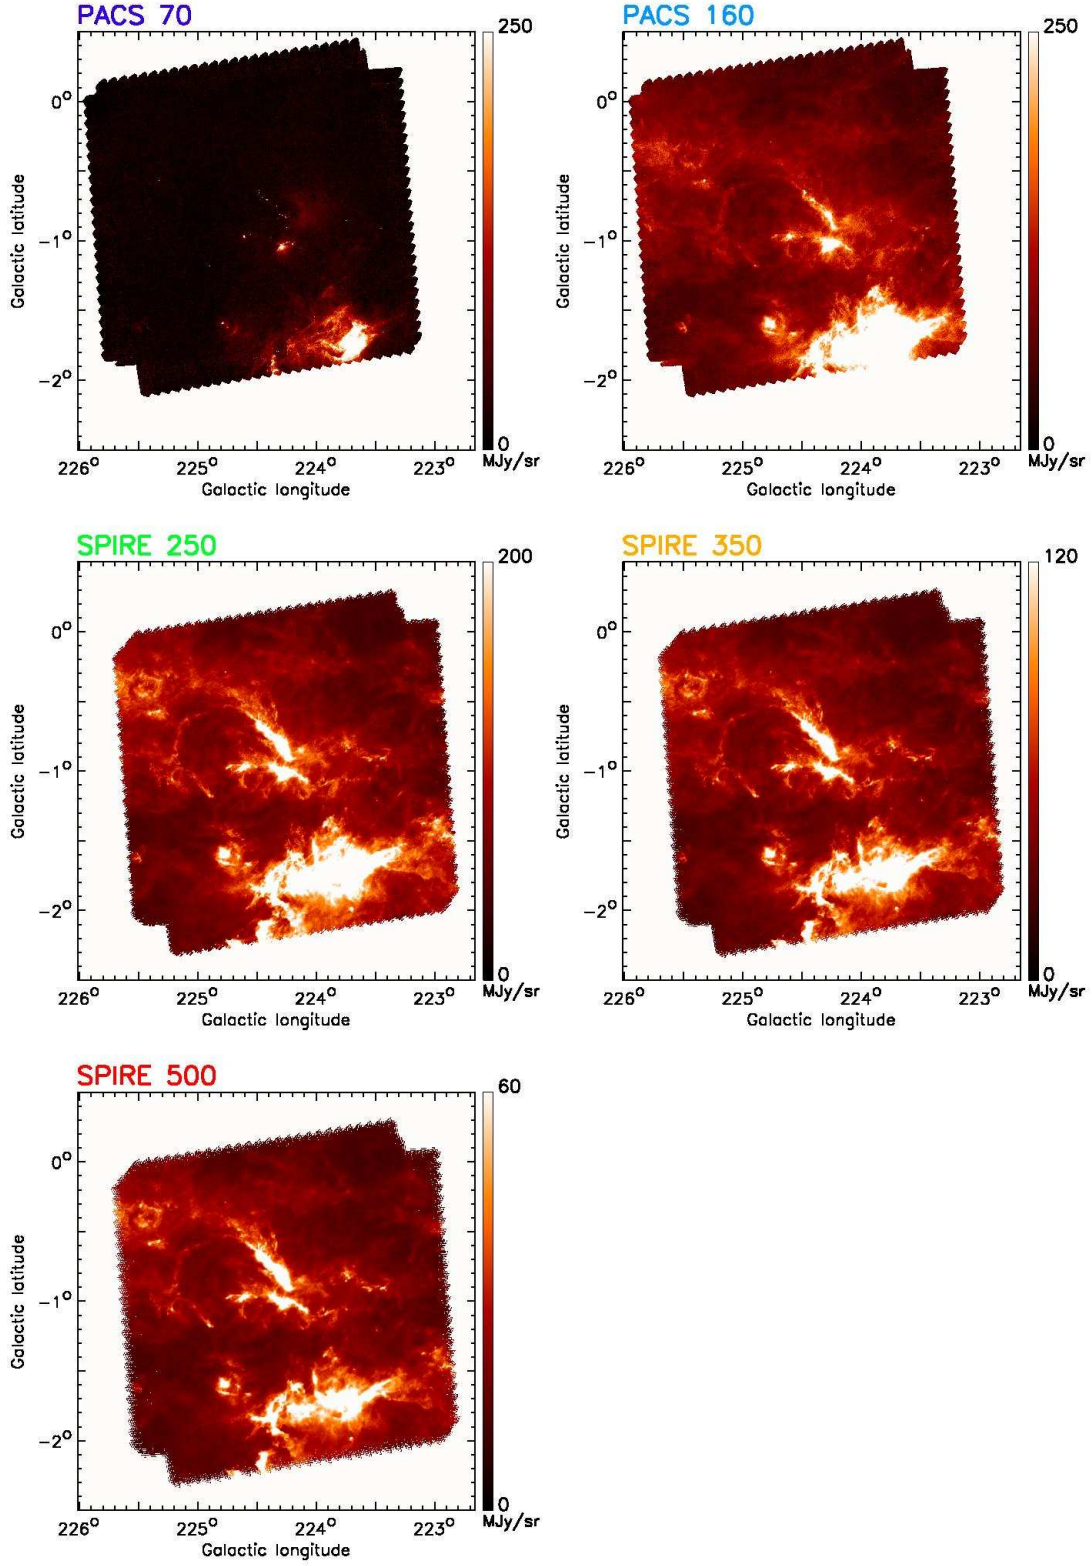 PACS 70
250
0°
−1°
−2°
Galactic latitude
0
MJy/sr
226° 225° 224° 223°
Galactic longitude
PACS 160
250
0°
−1°
−2°
Galactic latitude
0
MJy/sr
226° 225° 224° 223°
Galactic longitude
SPIRE 250
200
0°
−1°
−2°
Galactic latitude
0
MJy/sr
226° 225° 224° 223°
Galactic longitude
SPIRE 350
120
0°
−1°
−2°
Galactic latitude
0
MJy/sr
226° 225° 224° 223°
Galactic longitude
SPIRE 500
60
0°
−1°
−2°
Galactic latitude
0
MJy/sr
226° 225° 224° 223°
Galactic longitude